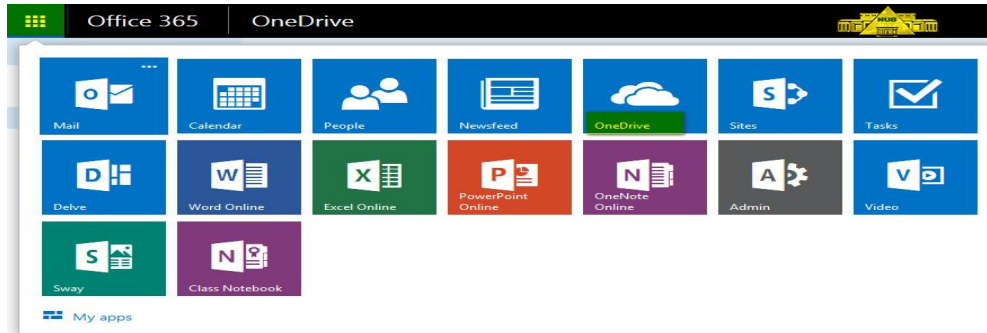 Office 365 OneDrive NUB
Mail Calendar People Newsfeed OneDrive Sites Tasks
Delve Word Online Excel Online PowerPoint Online OneNote Online Admin Video
Sway Class Notebook
My apps